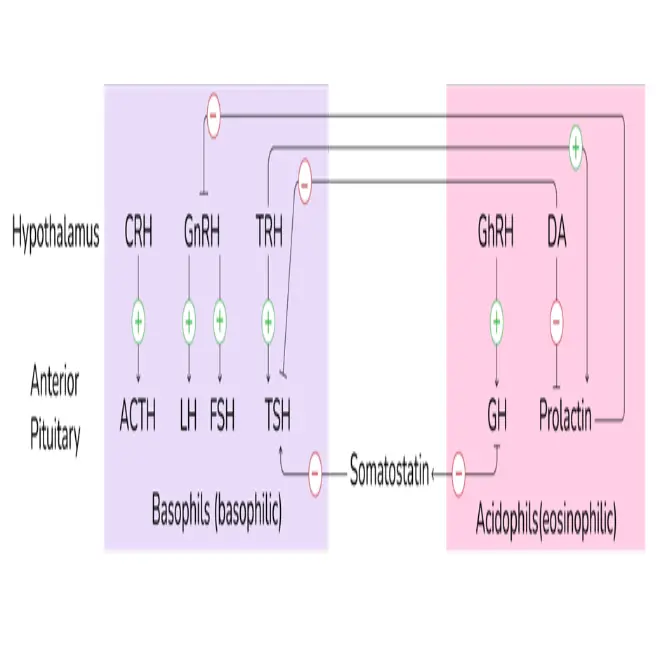 Hypothalamus CRH GnRH TRH GhRH DA
Anterior
Pituitary
ACTH LH FSH TSH GH Prolactin
Somatostatin
Basophils (basophilic)
Acidophils(eosinophilic)